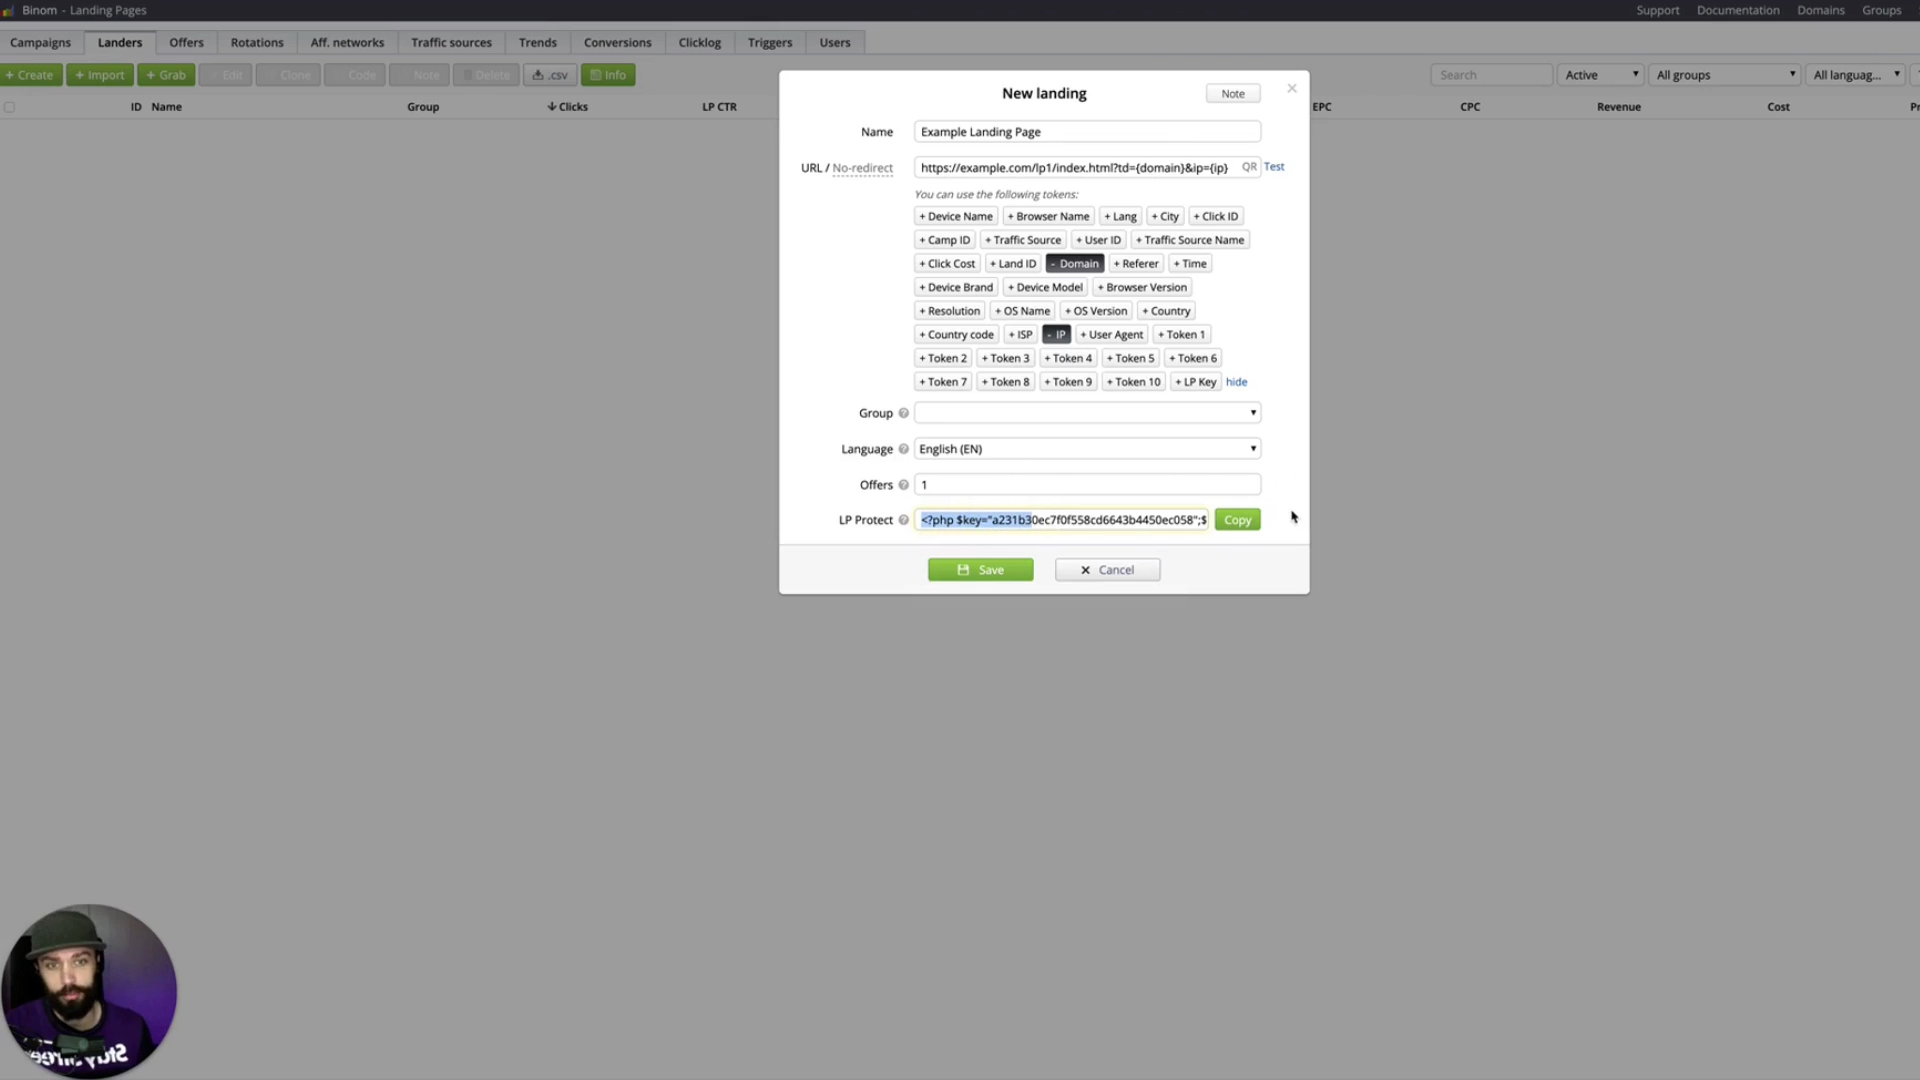 Binom - Landing Pages
Support Documentation Domains Groups
Campaigns Landers Offers Rotations Aff. networks Traffic sources Trends Conversions Clicklog Triggers Users
+ Create + Import + Grab Edit Clone Code Note Delete .csv Info
Search Active All groups All languag...
ID Name Group Clicks LP CTR EPC CPC Revenue Cost Pr
New landing
Note
Name Example Landing Page
URL / No-redirect https://example.com/lp1/index.html?td={domain}&ip={ip} QR Test
You can use the following tokens:
+ Device Name + Browser Name + Lang + City + Click ID
+ Camp ID + Traffic Source + User ID + Traffic Source Name
+ Click Cost + Land ID - Domain + Referer + Time
+ Device Brand + Device Model + Browser Version
+ Resolution + OS Name + OS Version + Country
+ Country code + ISP - IP + User Agent + Token 1
+ Token 2 + Token 3 + Token 4 + Token 5 + Token 6
+ Token 7 + Token 8 + Token 9 + Token 10 + LP Key hide
Group
Language English (EN)
Offers 1
LP Protect <?php $key="a231b30ec7f0f558cd6643b4450ec058";$ Copy
Save Cancel